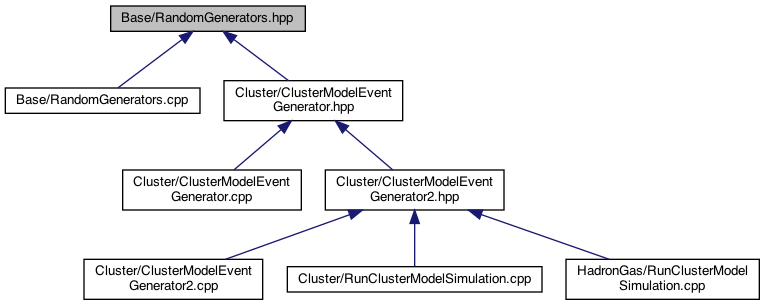 Base/RandomGenerators.hpp
Base/RandomGenerators.cpp
Cluster/ClusterModelEvent
Generator.hpp
Cluster/ClusterModelEvent
Generator.cpp
Cluster/ClusterModelEvent
Generator2.hpp
Cluster/ClusterModelEvent
Generator2.cpp
Cluster/RunClusterModelSimulation.cpp
HadronGas/RunClusterModel
Simulation.cpp